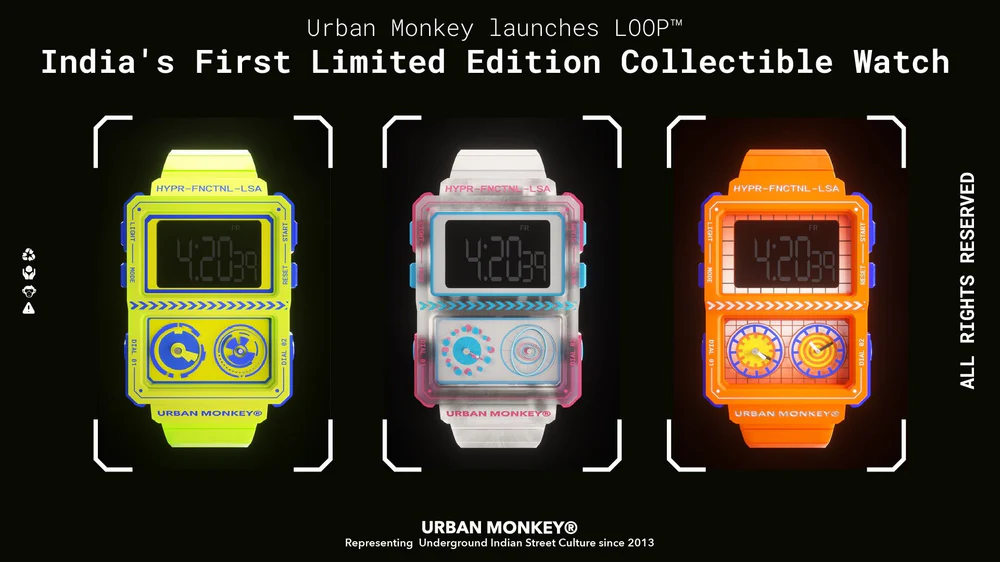 Urban Monkey launches LOOP™
India's First Limited Edition Collectible Watch
HYPR-FNCTNL-LSA
LIGHT
START
FR
4:20 39
MODE
RESET
DIAL 01
DIAL 02
URBAN MONKEY®
HYPR-FNCTNL-LSA
FR
4:20 39
URBAN MONKEY®
HYPR-FNCTNL-LSA
LIGHT
START
FR
4:20 39
MODE
RESET
DIAL 01
DIAL 02
URBAN MONKEY®
ALL RIGHTS RESERVED
URBAN MONKEY®
Representing Underground Indian Street Culture since 2013